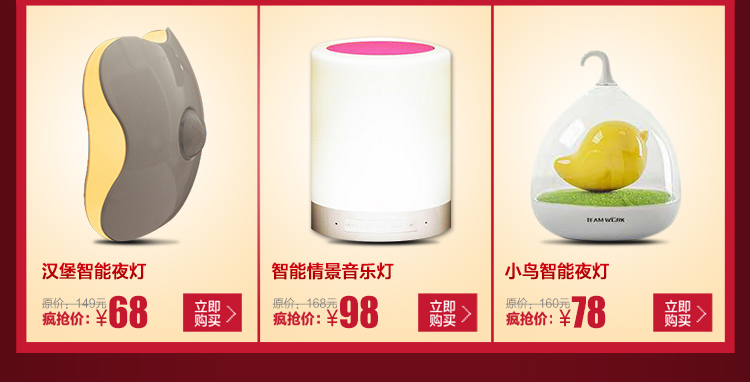 TEAM WORK
汉堡智能夜灯
原价：149元
疯抢价：¥68
立即
购买
智能情景音乐灯
原价：168元
疯抢价：¥98
立即
购买
小鸟智能夜灯
原价：160元
疯抢价：¥78
立即
购买